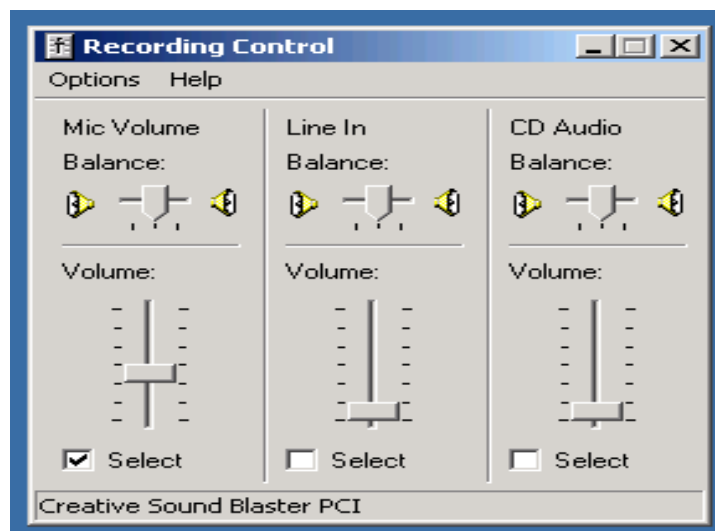 Recording Control
Options Help
Mic Volume
Balance:
Volume:
Select
Line In
Balance:
Volume:
Select
CD Audio
Balance:
Volume:
Select
Creative Sound Blaster PCI